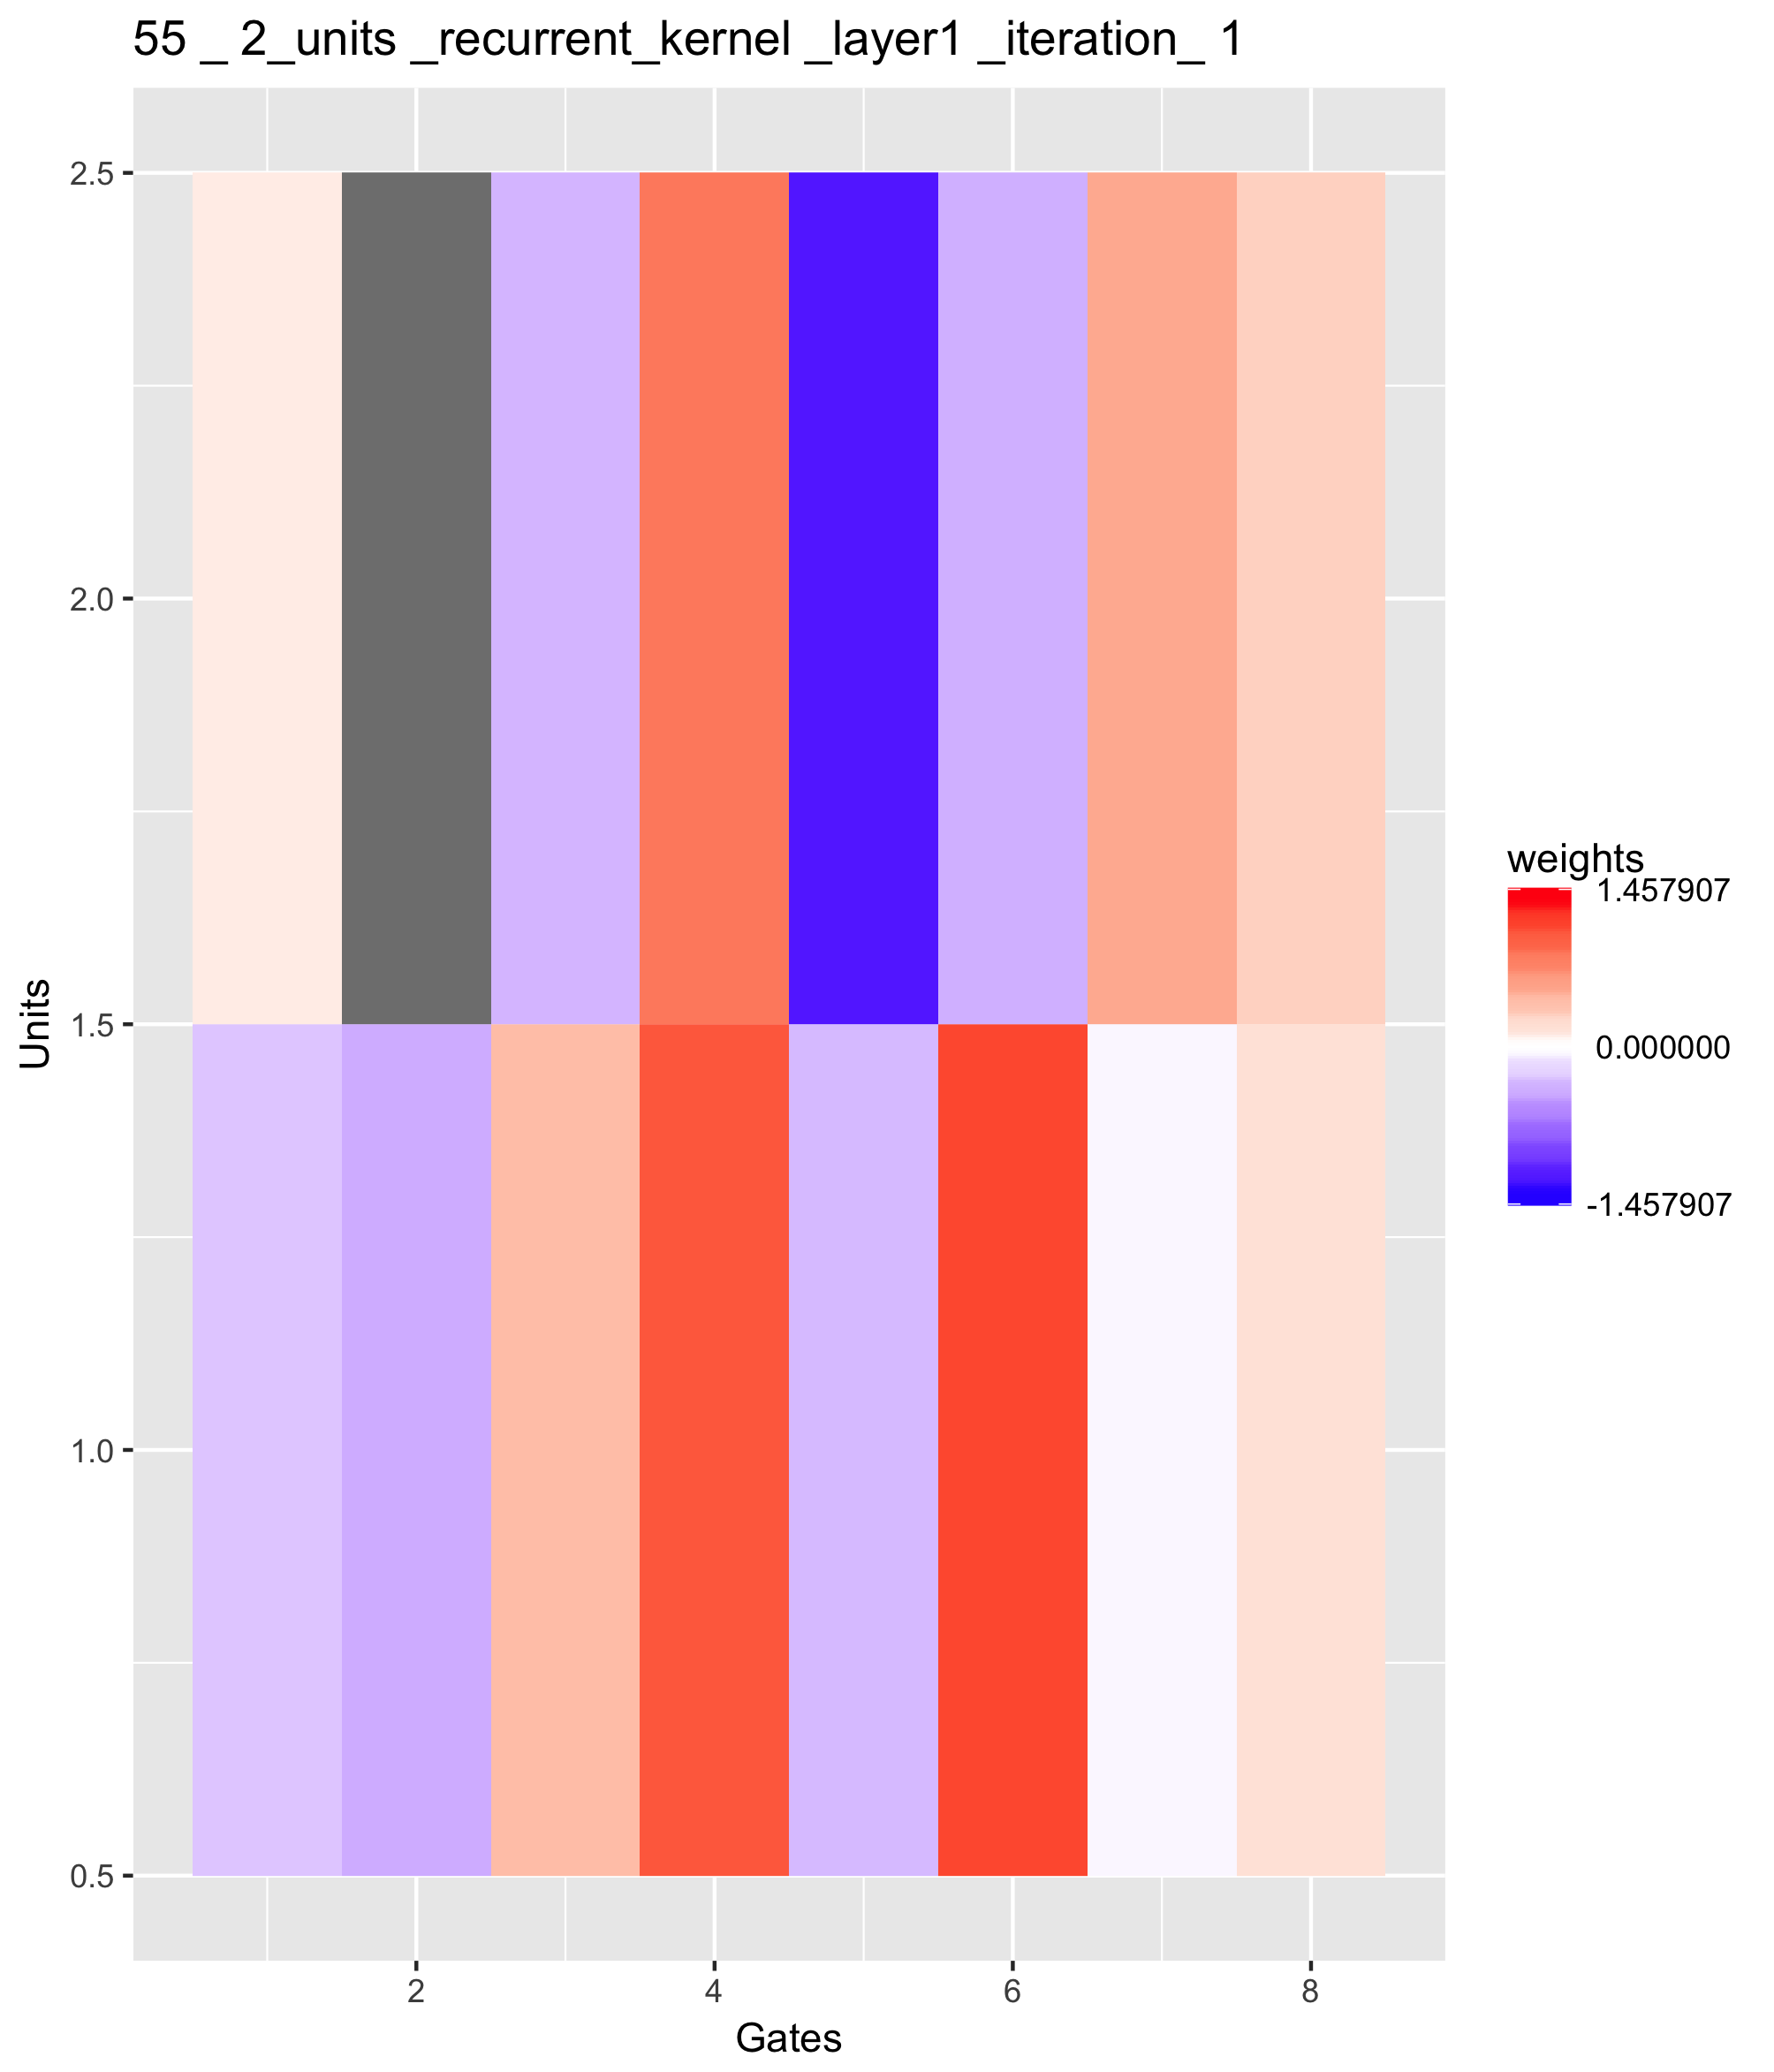 55 _ 2_units _recurrent_kernel _layer1 _iteration_ 1
2.5
2.0
1.5
1.0
0.5
Units
2 4 6 8
Gates
weights
1.457907
0.000000
-1.457907